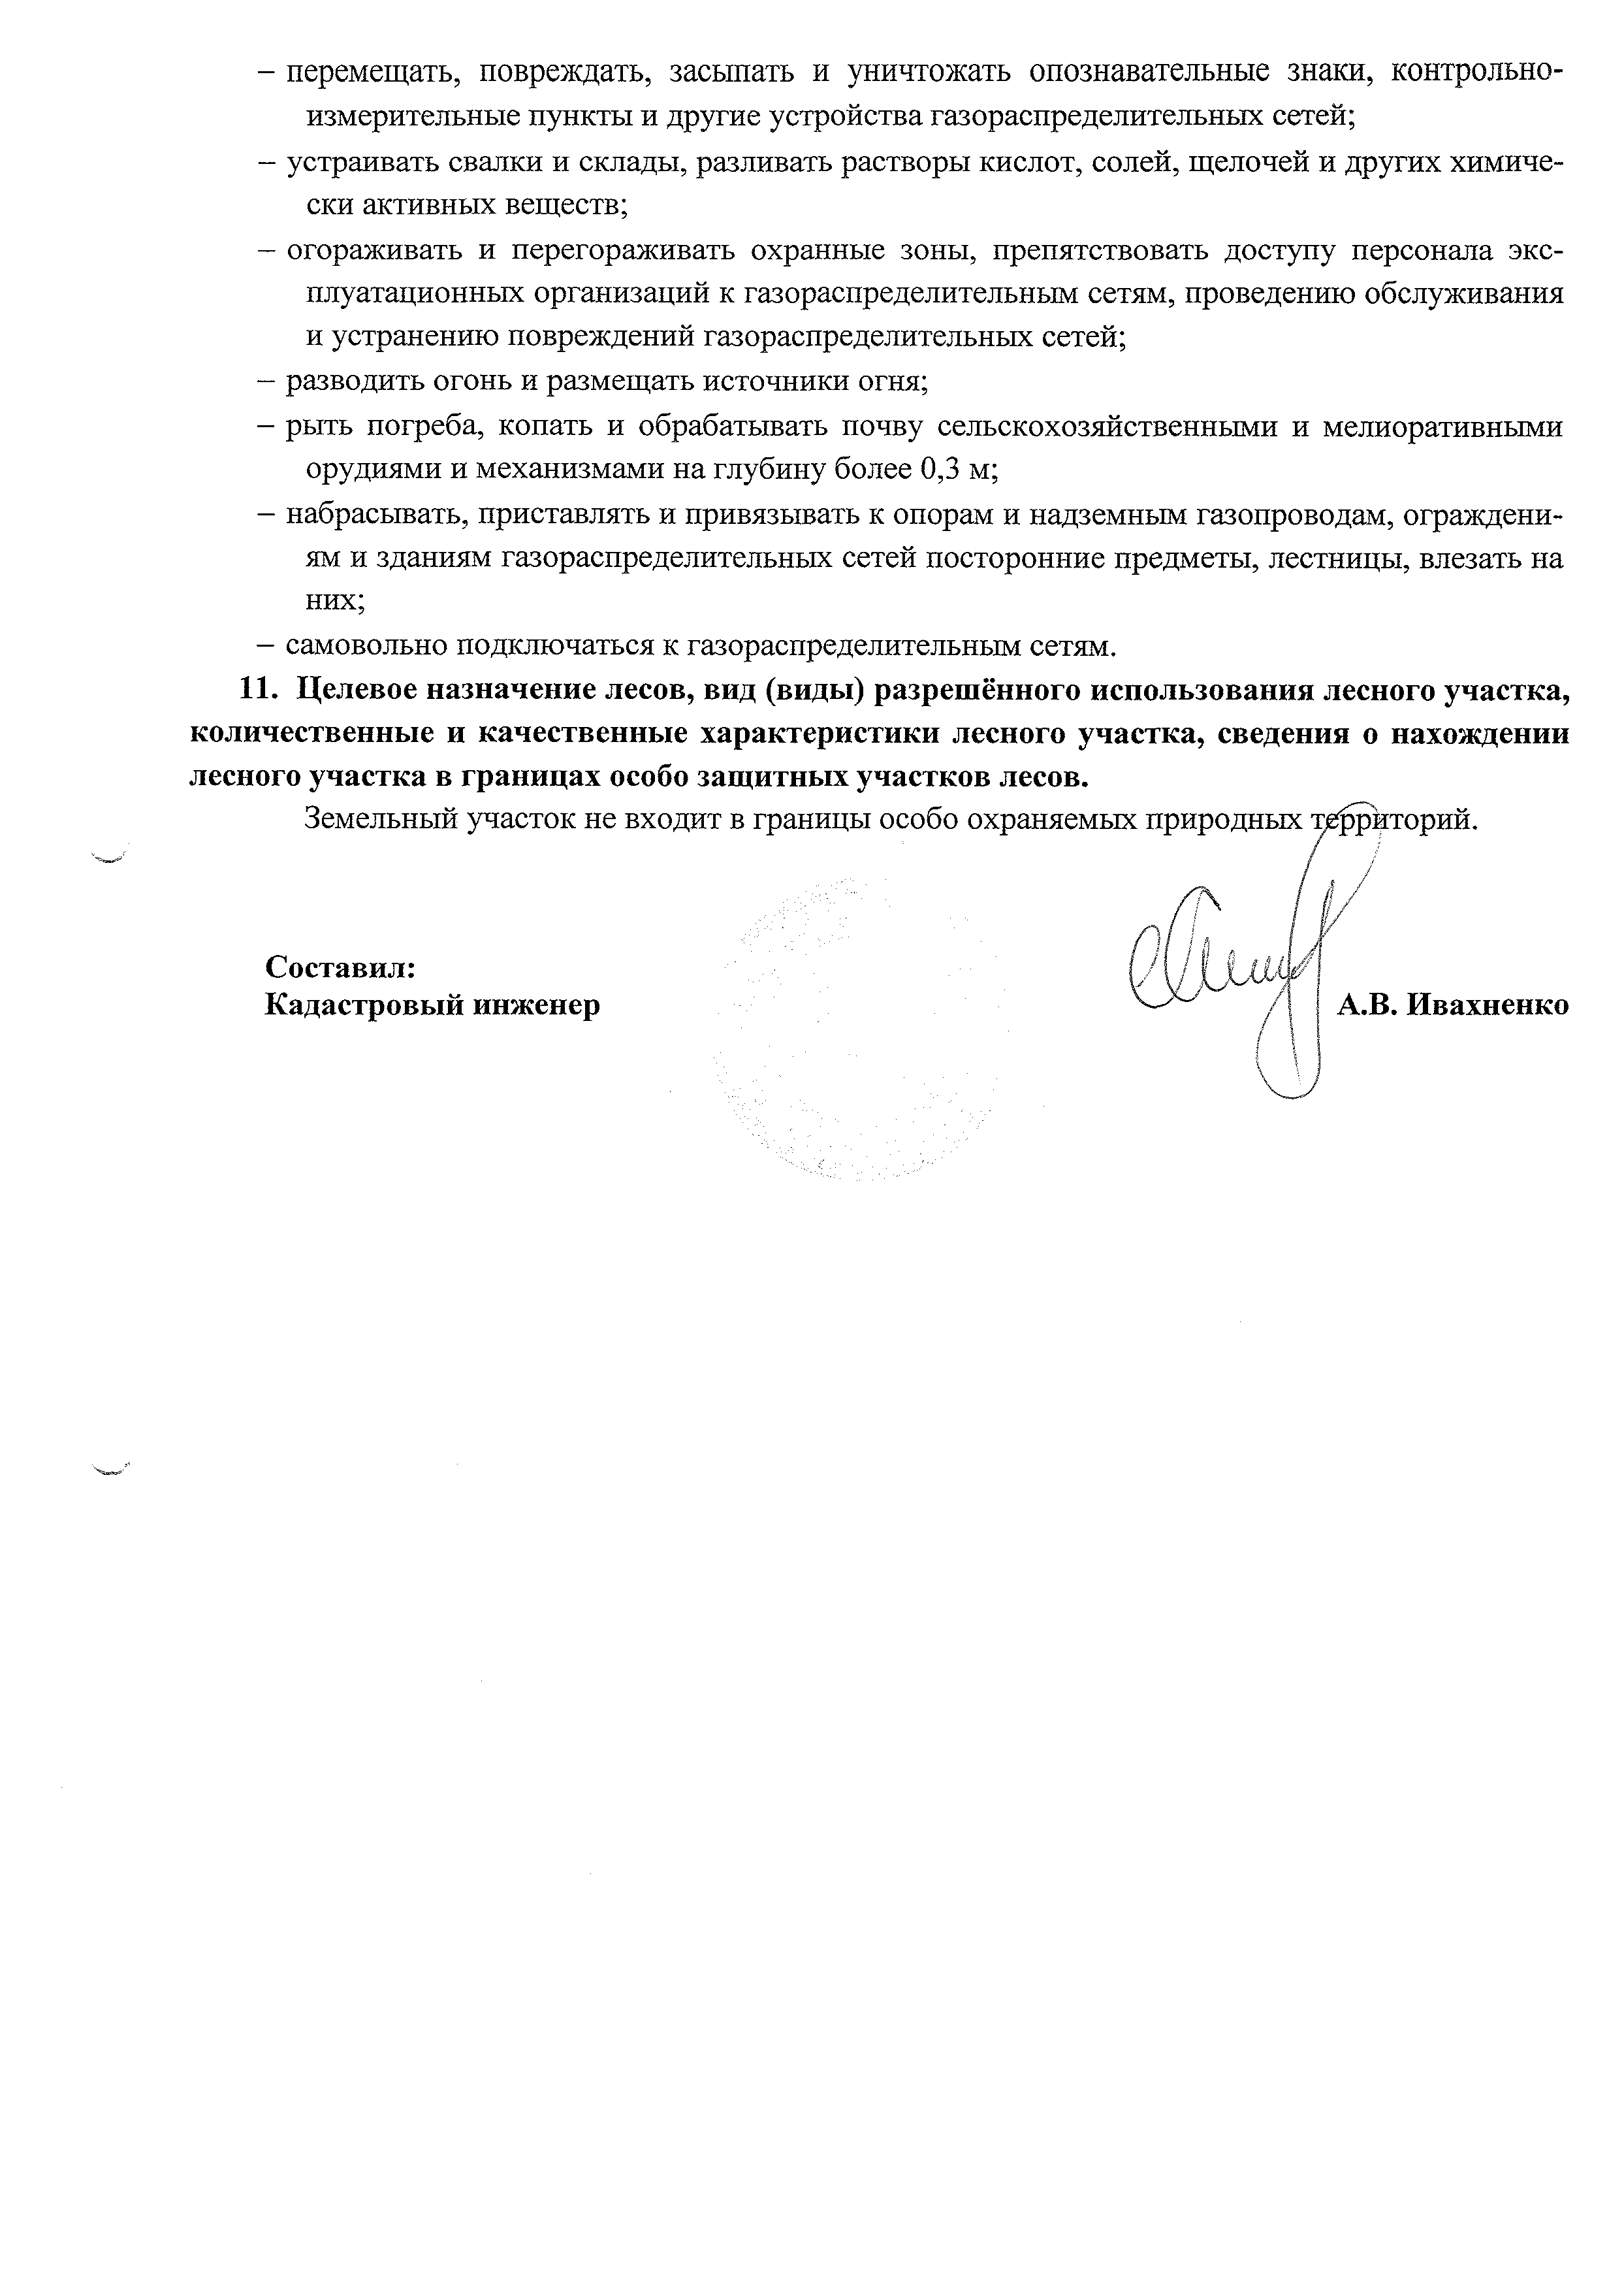 – перемещать, повреждать, засыпать и уничтожать опознавательные знаки, контрольно-
измерительные пункты и другие устройства газораспределительных сетей;
– устраивать свалки и склады, разливать растворы кислот, солей, щелочей и других химиче-
ски активных веществ;
– огораживать и перегораживать охранные зоны, препятствовать доступу персонала экс-
плуатационных организаций к газораспределительным сетям, проведению обслуживания
и устранению повреждений газораспределительных сетей;
– разводить огонь и размещать источники огня;
– рыть погреба, копать и обрабатывать почву сельскохозяйственными и мелиоративными
орудиями и механизмами на глубину более 0,3 м;
– набрасывать, приставлять и привязывать к опорам и надземным газопроводам, ограждени-
ям и зданиям газораспределительных сетей посторонние предметы, лестницы, влезать на
них;
– самовольно подключаться к газораспределительным сетям.
11. Целевое назначение лесов, вид (виды) разрешённого использования лесного участка,
количественные и качественные характеристики лесного участка, сведения о нахождении
лесного участка в границах особо защитных участков лесов.
Земельный участок не входит в границы особо охраняемых природных территорий.
Составил:
Кадастровый инженер А.В. Ивахненко